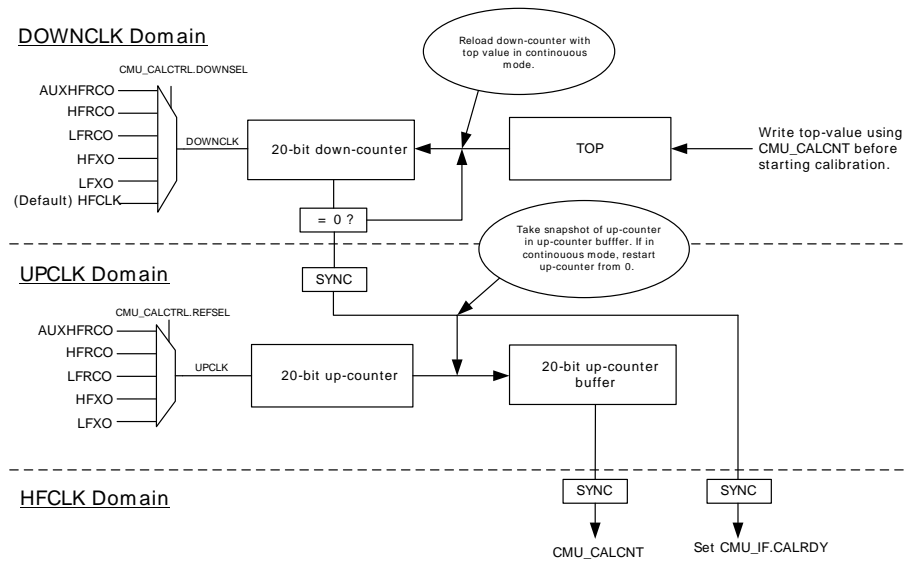 DOWNCLK Domain
CMU_CALCTRL.DOWNSEL
AUXHFRCO
HFRCO
LFRCO
HFXO
LFXO
(Default) HFCLK
DOWNCLK
20-bit down-counter
= 0 ?
Reload down-counter with
top value in continouous
mode.
TOP
Write top-value using
CMU_CALCNT before
starting calibration.
SYNC
Take snapshot of up-counter
in up-counter bufffer. If in
continouous mode, restart
up-counter from 0.
UPCLK Domain
CMU_CALCTRL.REFSEL
AUXHFRCO
HFRCO
LFRCO
HFXO
LFXO
UPCLK
20-bit up-counter
20-bit up-counter
buffer
HFCLK Domain
SYNC
SYNC
CMU_CALCNT
Set CMU_IF.CALRDY